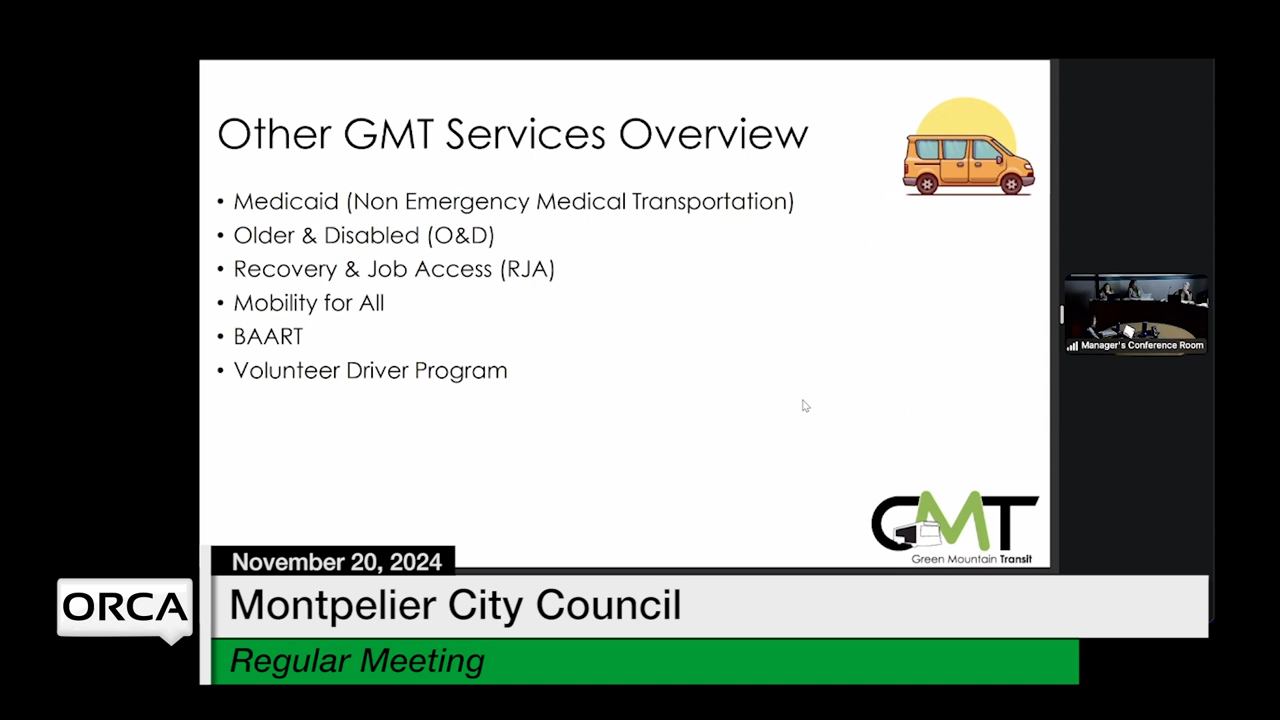 Other GMT Services Overview
• Medicaid (Non Emergency Medical Transportation)
• Older & Disabled (O&D)
• Recovery & Job Access (RJA)
• Mobility for All
• BAART
• Volunteer Driver Program
Manager's Conference Room
GMT
Green Mountain Transit
November 20, 2024
ORCA
Montpelier City Council
Regular Meeting